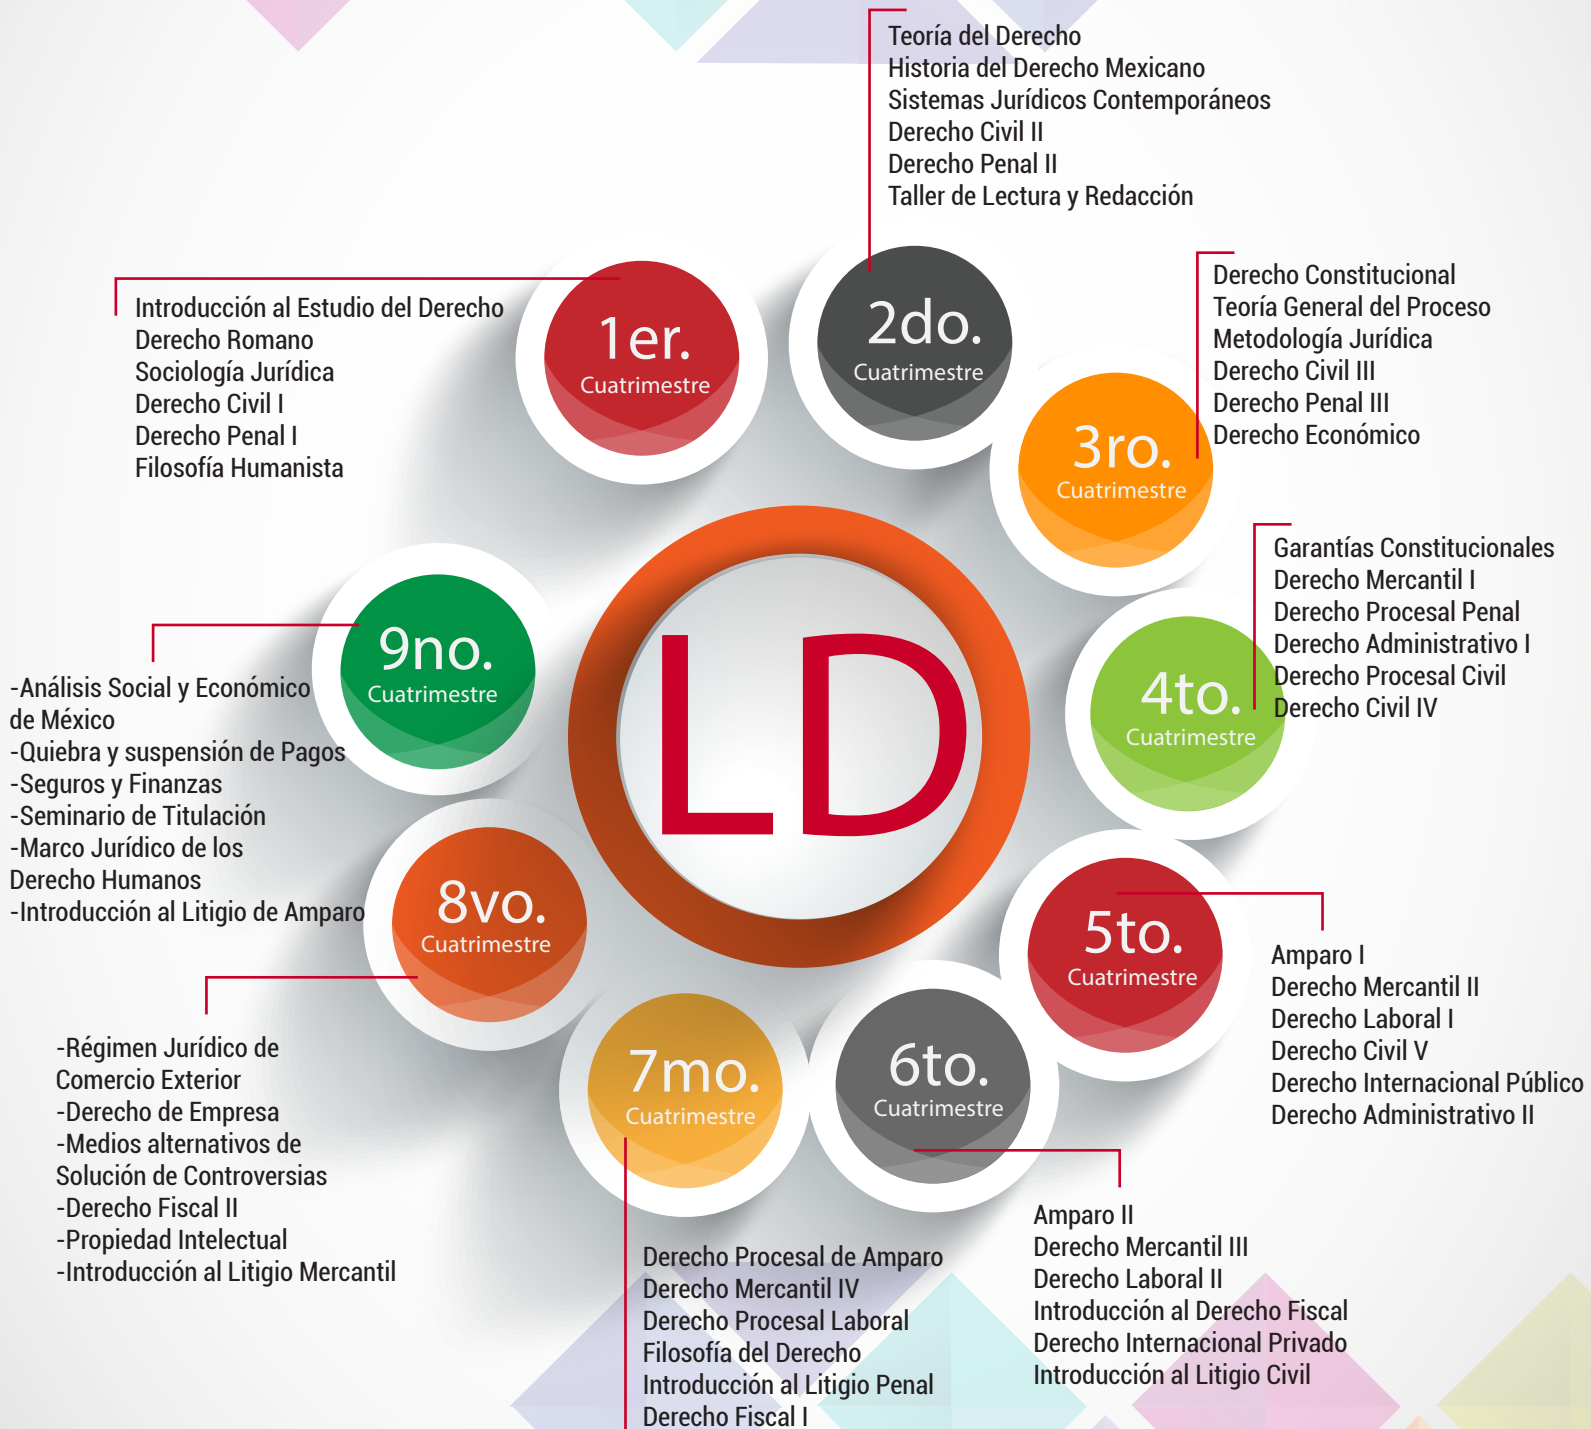 1er.
Cuatrimestre
Introducción al Estudio del Derecho
Derecho Romano
Sociología Jurídica
Derecho Civil I
Derecho Penal I
Filosofía Humanista
2do.
Cuatrimestre
Teoría del Derecho
Historia del Derecho Mexicano
Sistemas Jurídicos Contemporáneos
Derecho Civil II
Derecho Penal II
Taller de Lectura y Redacción
3ro.
Cuatrimestre
Derecho Constitucional
Teoría General del Proceso
Metodología Jurídica
Derecho Civil III
Derecho Penal III
Derecho Económico
4to.
Cuatrimestre
Garantías Constitucionales
Derecho Mercantil I
Derecho Procesal Penal
Derecho Administrativo I
Derecho Procesal Civil
Derecho Civil IV
5to.
Cuatrimestre
Amparo I
Derecho Mercantil II
Derecho Laboral I
Derecho Civil V
Derecho Internacional Público
Derecho Administrativo II
6to.
Cuatrimestre
Amparo II
Derecho Mercantil III
Derecho Laboral II
Introducción al Derecho Fiscal
Derecho Internacional Privado
Introducción al Litigio Civil
7mo.
Cuatrimestre
Derecho Procesal de Amparo
Derecho Mercantil IV
Derecho Procesal Laboral
Filosofía del Derecho
Introducción al Litigio Penal
Derecho Fiscal I
8vo.
Cuatrimestre
-Régimen Jurídico de
Comercio Exterior
-Derecho de Empresa
-Medios alternativos de
Solución de Controversias
-Derecho Fiscal II
-Propiedad Intelectual
-Introducción al Litigio Mercantil
9no.
Cuatrimestre
-Análisis Social y Económico
de México
-Quiebra y suspensión de Pagos
-Seguros y Finanzas
-Seminario de Titulación
-Marco Jurídico de los
Derecho Humanos
-Introducción al Litigio de Amparo
LD